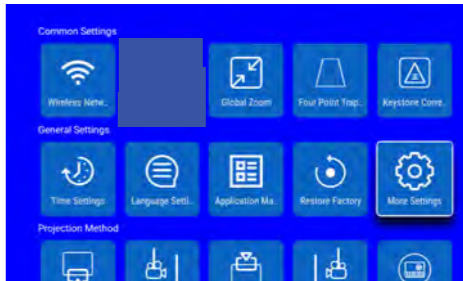 Common Settings
Wireless Netw..
Global Zoom
Four Point Trap..
Keystone Corre..
General Settings
Time Settings
Language Setti..
Application Ma..
Restore Factory
More Settings
Projection Method